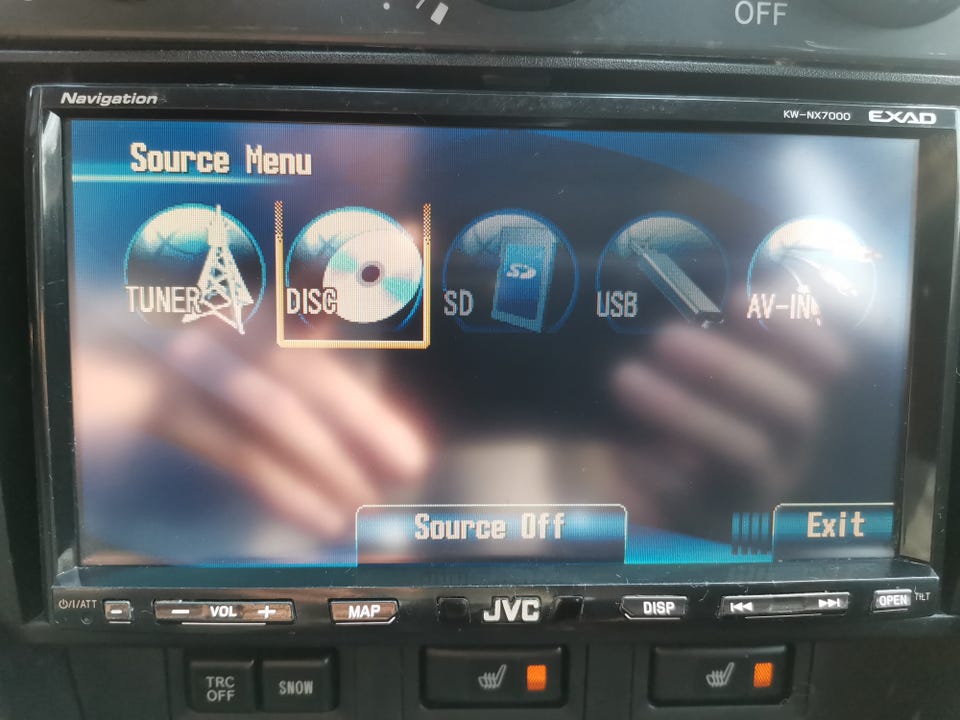 OFF
Navigation
KW-NX7000 EXAD
Source Menu
TUNER
DISC
SD
SD
USB
AV-IN
Source Off
Exit
⏻/I/ATT
− VOL +
MAP
JVC
DISP
OPEN
TILT
TRC
OFF
SNOW